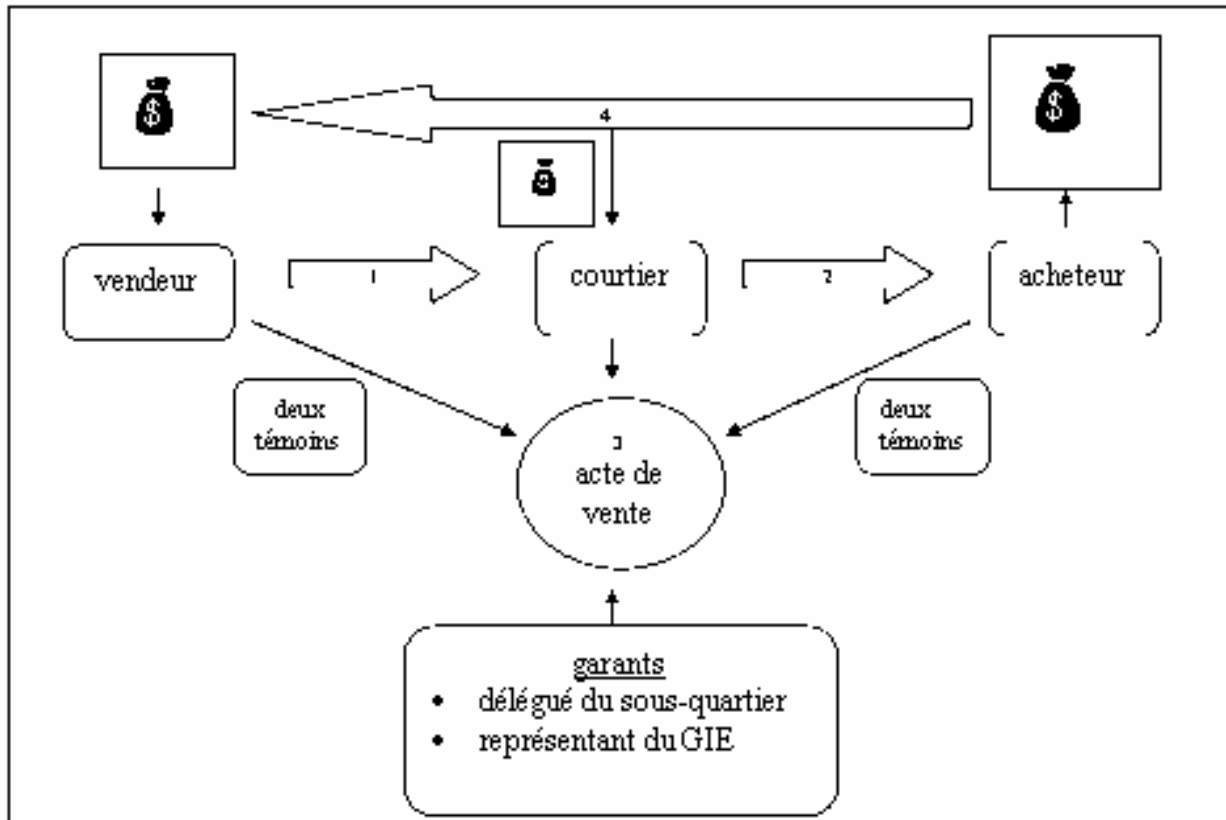 4
vendeur
1
courtier
2
acheteur
deux
témoins
deux
témoins
3
acte de
vente
garants
• délégué du sous-quartier
• représentant du GIE